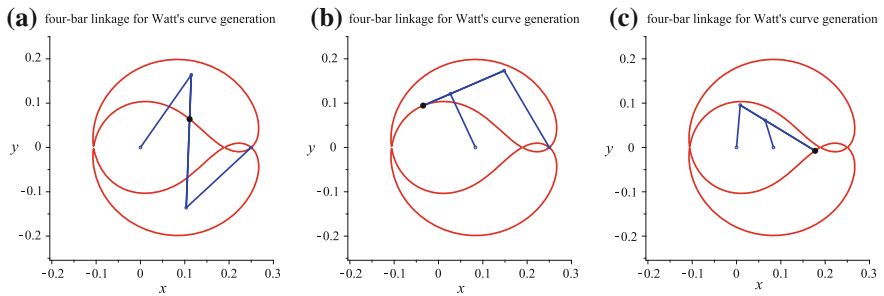 (a) four-bar linkage for Watt's curve generation
(b) four-bar linkage for Watt's curve generation
(c) four-bar linkage for Watt's curve generation
0.2
0.1
y 0
-0.1
-0.2
-0.2 -0.1 0 0.1 0.2 0.3
x
0.2
0.1
y 0
-0.1
-0.2
-0.2 -0.1 0 0.1 0.2 0.3
x
0.2
0.1
y 0
-0.1
-0.2
-0.2 -0.1 0 0.1 0.2 0.3
x